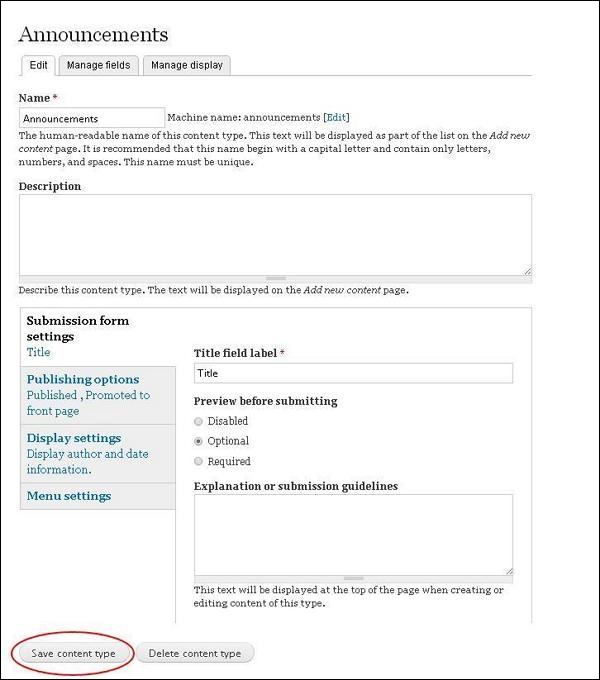 Announcements
Edit
Manage fields
Manage display
Name *
Announcements
Machine name: announcements [Edit]
The human-readable name of this content type. This text will be displayed as part of the list on the Add new
content page. It is recommended that this name begin with a capital letter and contain only letters,
numbers, and spaces. This name must be unique.
Description
Describe this content type. The text will be displayed on the Add new content page.
Submission form
settings
Title
Publishing options
Published , Promoted to
front page
Display settings
Display author and date
information.
Menu settings
Title field label *
Title
Preview before submitting
Disabled
Optional
Required
Explanation or submission guidelines
This text will be displayed at the top of the page when creating or
editing content of this type.
Save content type
Delete content type